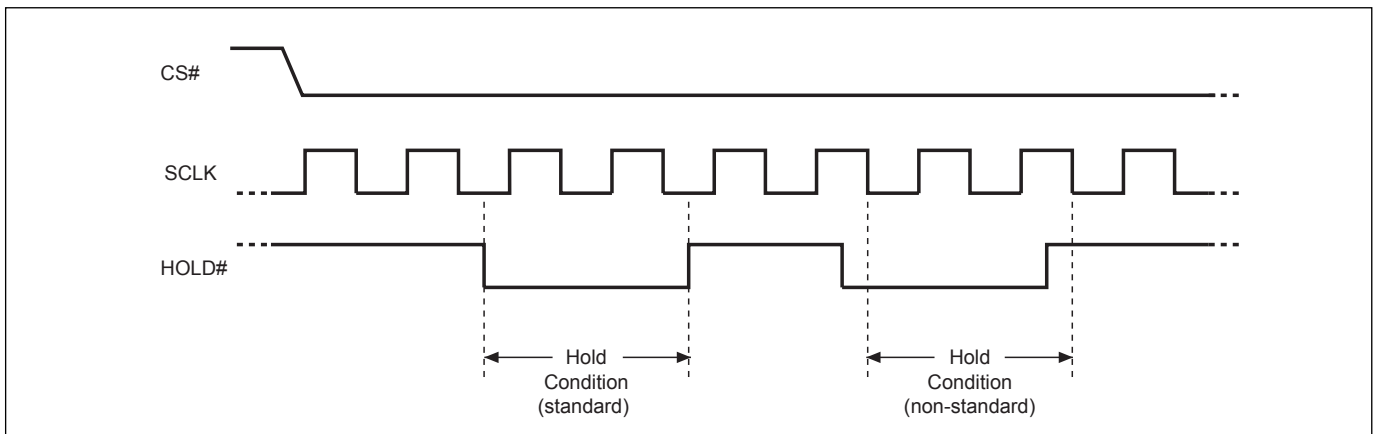 CS#
SCLK
HOLD#
Hold
Condition
(standard)
Hold
Condition
(non-standard)